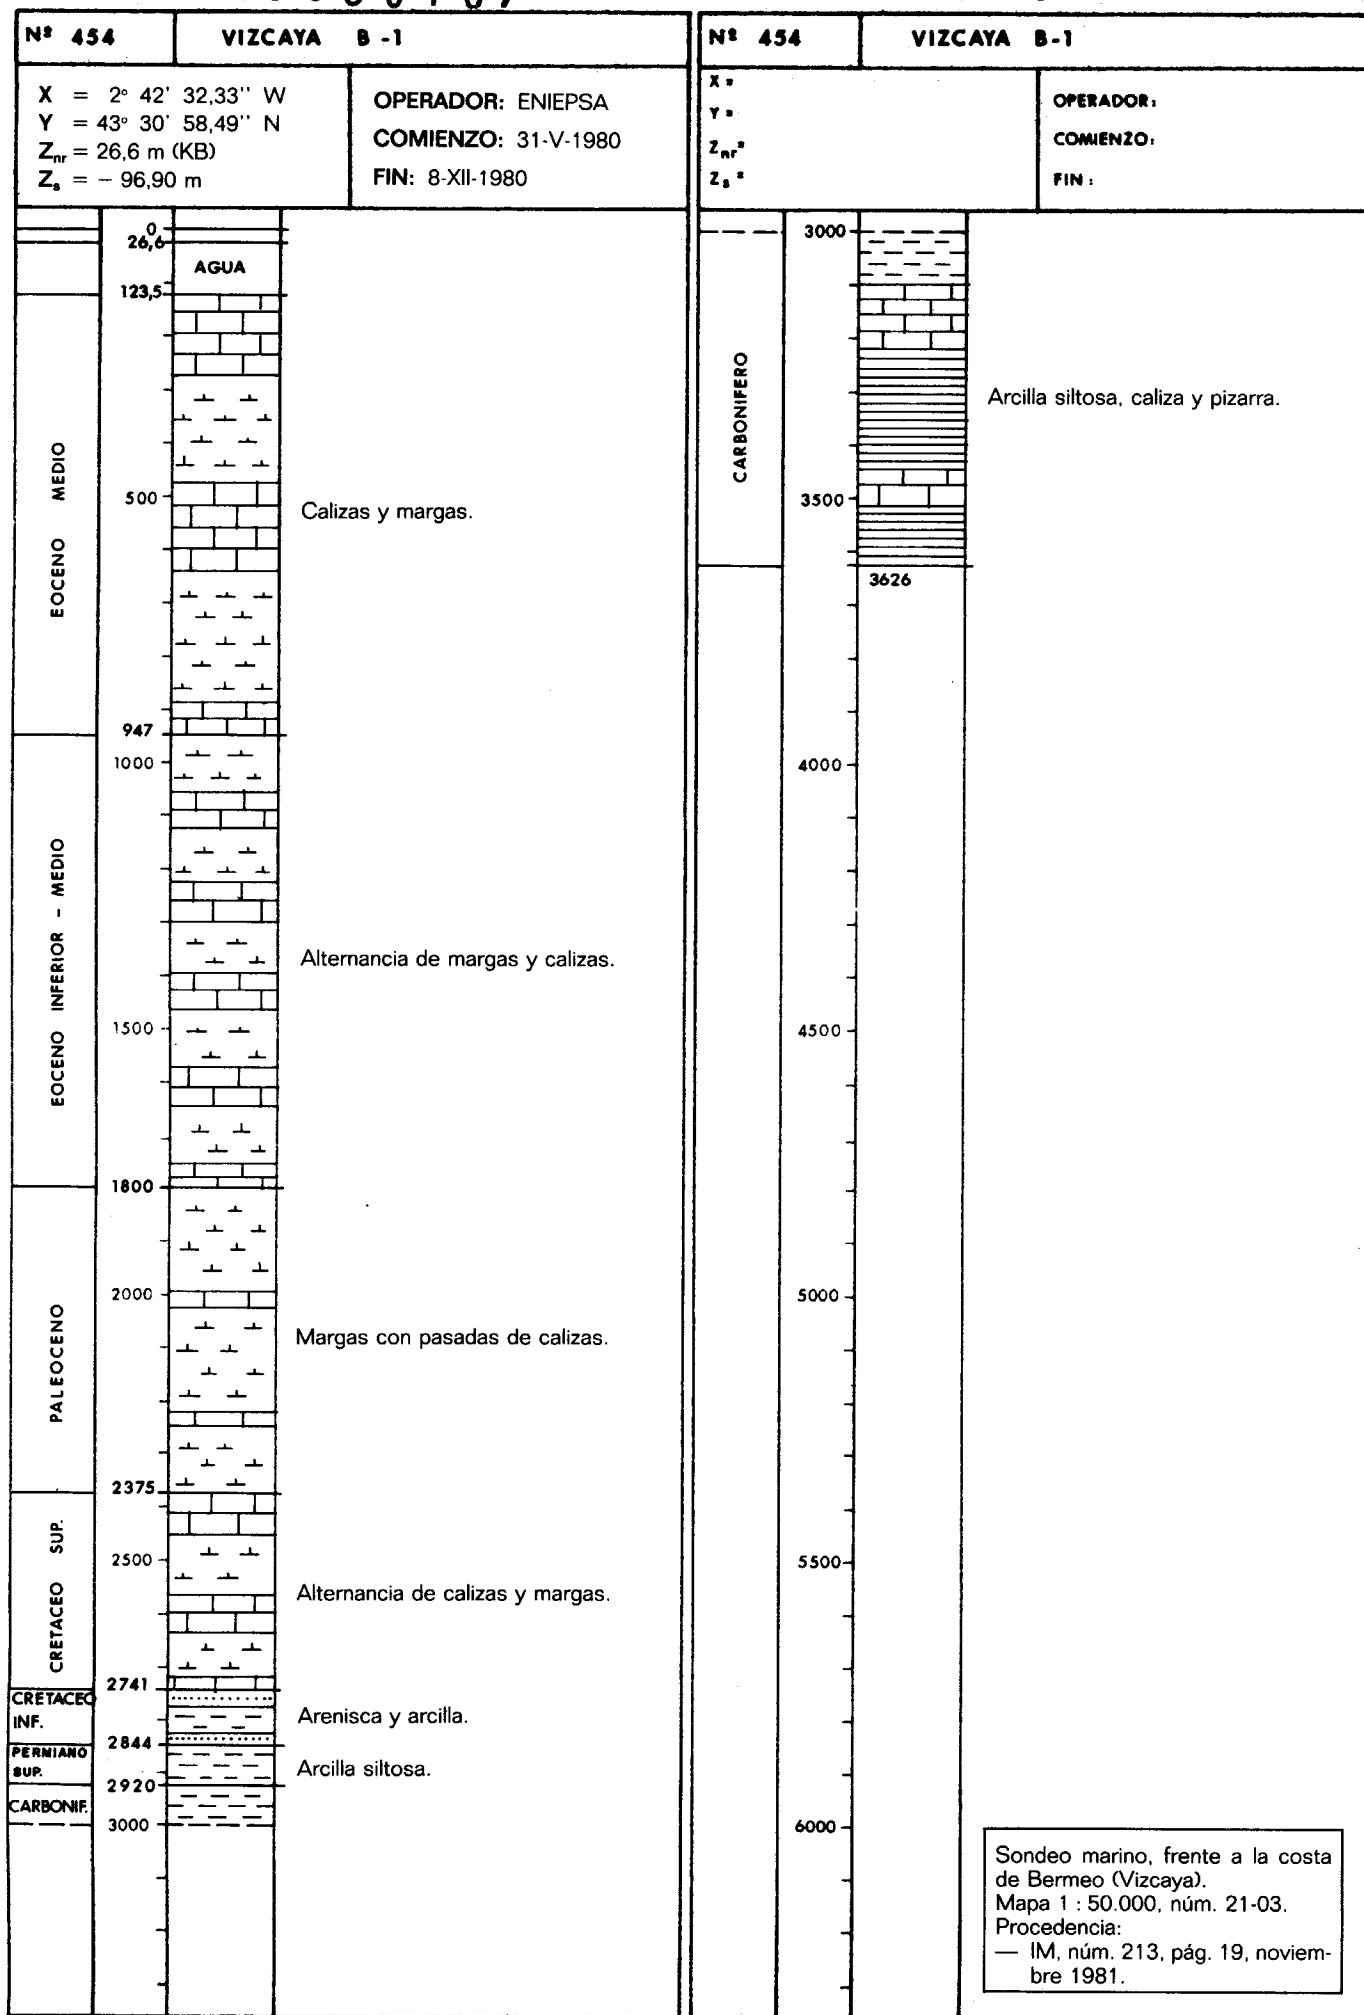 Nº 454
VIZCAYA B-1
X = 2° 42' 32,33'' W
Y = 43° 30' 58,49'' N
Znr = 26,6 m (KB)
Zs = – 96,90 m
OPERADOR: ENIEPSA
COMIENZO: 31-V-1980
FIN: 8-XII-1980
0
26,6
AGUA
123,5
EOCENO MEDIO
500
Calizas y margas.
947
1000
EOCENO INFERIOR - MEDIO
Alternancia de margas y calizas.
1500
1800
PALEOCENO
2000
Margas con pasadas de calizas.
2375
CRETACEO SUP.
2500
Alternancia de calizas y margas.
2741
CRETACEO
INF.
Arenisca y arcilla.
2844
PERMIANO
SUP.
Arcilla siltosa.
2920
CARBONIF.
3000
Nº 454
VIZCAYA B-1
X =
Y =
Znr=
Zs =
OPERADOR:
COMIENZO:
FIN:
3000
CARBONIFERO
Arcilla siltosa, caliza y pizarra.
3500
3626
4000
4500
5000
5500
6000
Sondeo marino, frente a la costa
de Bermeo (Vizcaya).
Mapa 1 : 50.000, núm. 21-03.
Procedencia:
— IM, núm. 213, pág. 19, noviem-
bre 1981.